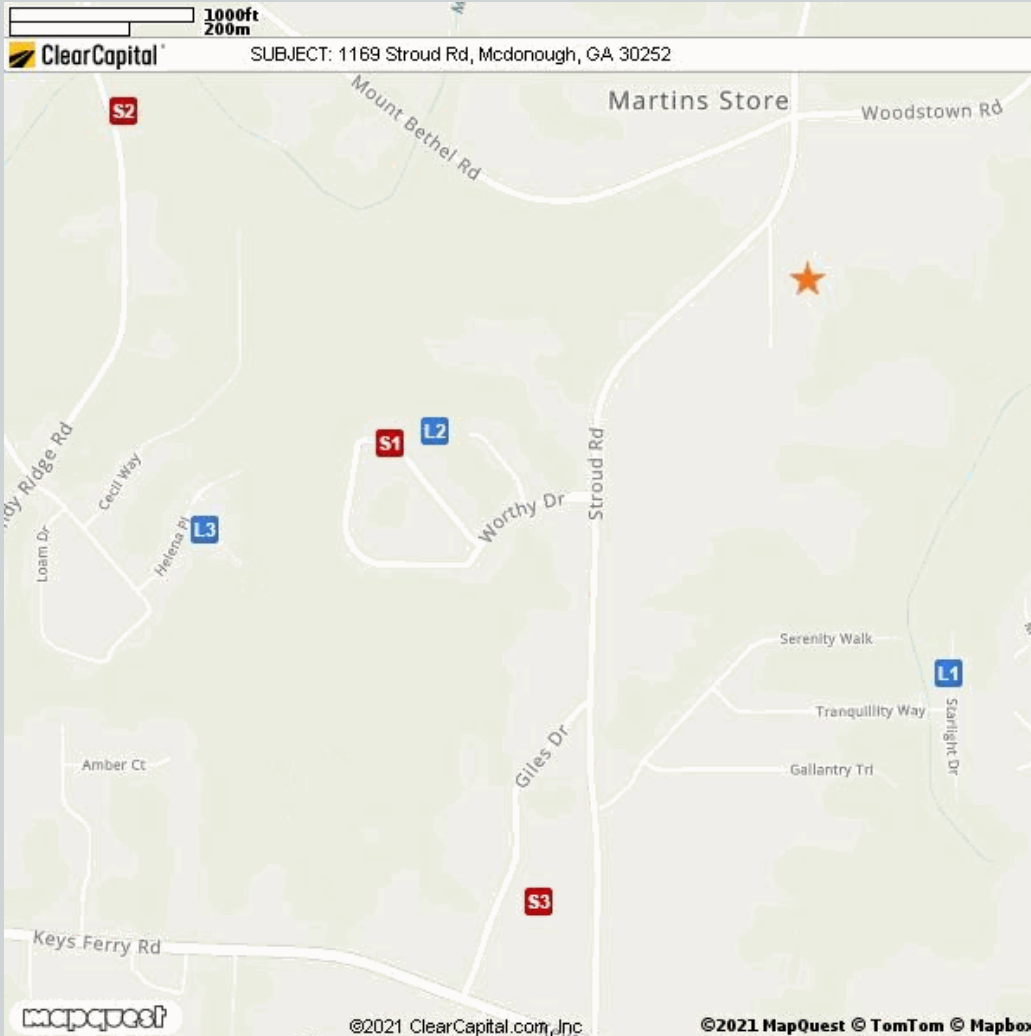 1000ft
200m
ClearCapital
SUBJECT: 1169 Stroud Rd, Mcdonough, GA 30252
S2
Mount Bethel Rd
Martins Store
Woodstown Rd
S1
L2
Stroud Rd
Cecil Way
Worthy Dr
L3
Loam Dr
Helena Pl
Serenity Walk
L1
Tranquillity Way
Starlight Dr
Giles Dr
Amber Ct
Gallantry Trl
S3
Keys Ferry Rd
mapquest
©2021 ClearCapital.com, Inc
©2021 MapQuest © TomTom © Mapbox